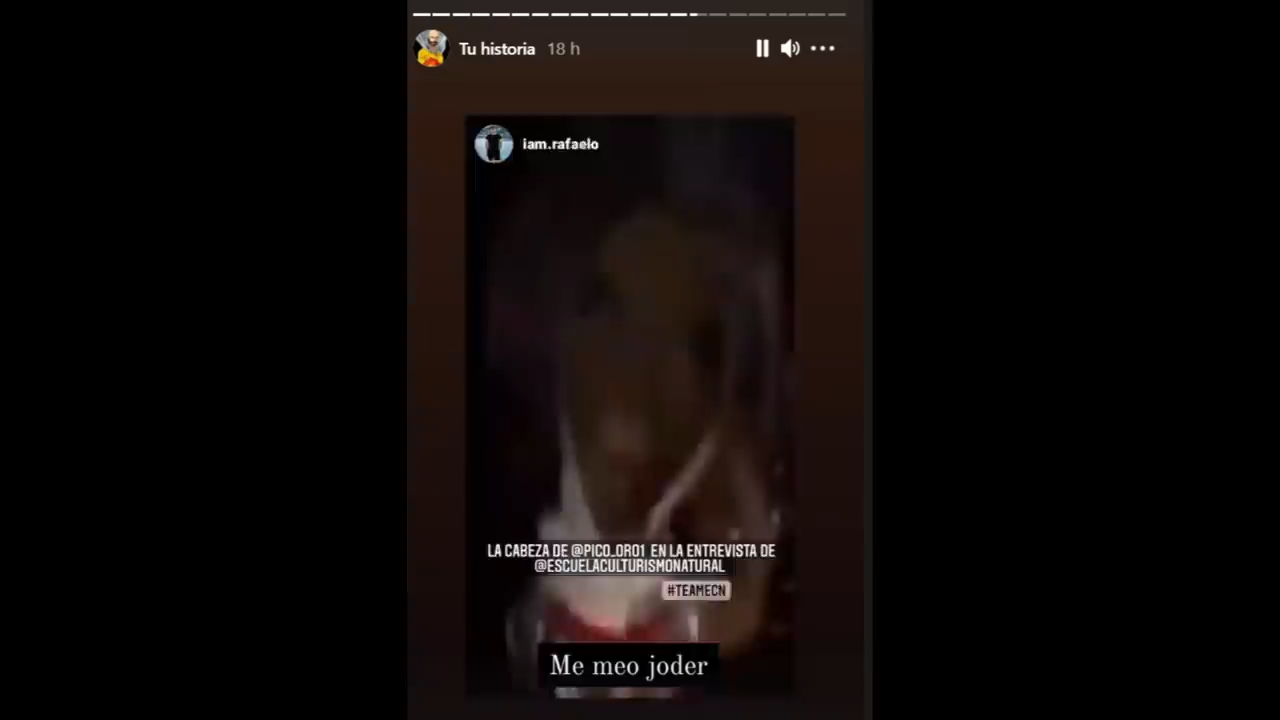 Tu historia 18 h
iam.rafaelo
LA CABEZA DE @PICO_ORO1 EN LA ENTREVISTA DE
@ESCUELACULTURISMONATURAL
#TEAMECN
Me meo joder